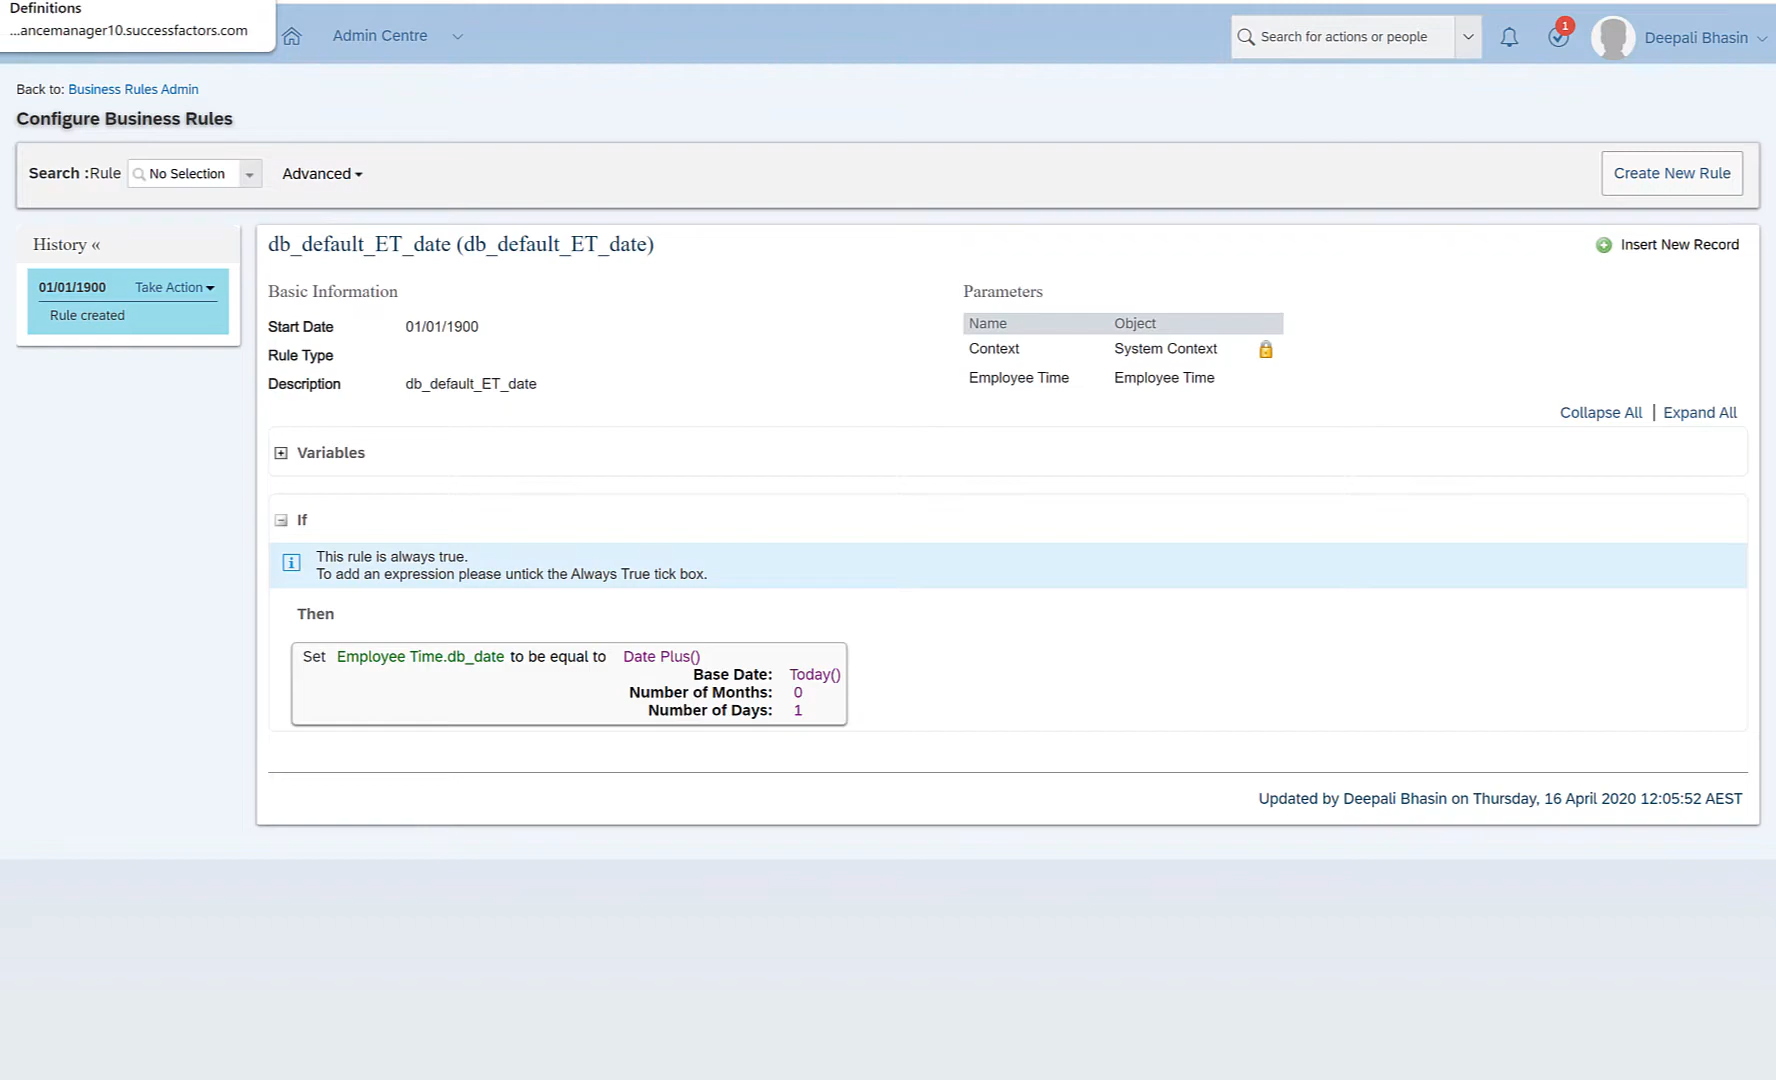 Definitions
...ancemanager10.successfactors.com
Admin Centre
Search for actions or people
1
Deepali Bhasin
Back to: Business Rules Admin
Configure Business Rules
Search :Rule No Selection Advanced
Create New Rule
History «
01/01/1900 Take Action
Rule created
db_default_ET_date (db_default_ET_date)
Insert New Record
Basic Information
Start Date 01/01/1900
Rule Type
Description db_default_ET_date
Parameters
Name Object
Context System Context
Employee Time Employee Time
Collapse All | Expand All
Variables
If
This rule is always true.
To add an expression please untick the Always True tick box.
Then
Set Employee Time.db_date to be equal to Date Plus()
Base Date: Today()
Number of Months: 0
Number of Days: 1
Updated by Deepali Bhasin on Thursday, 16 April 2020 12:05:52 AEST